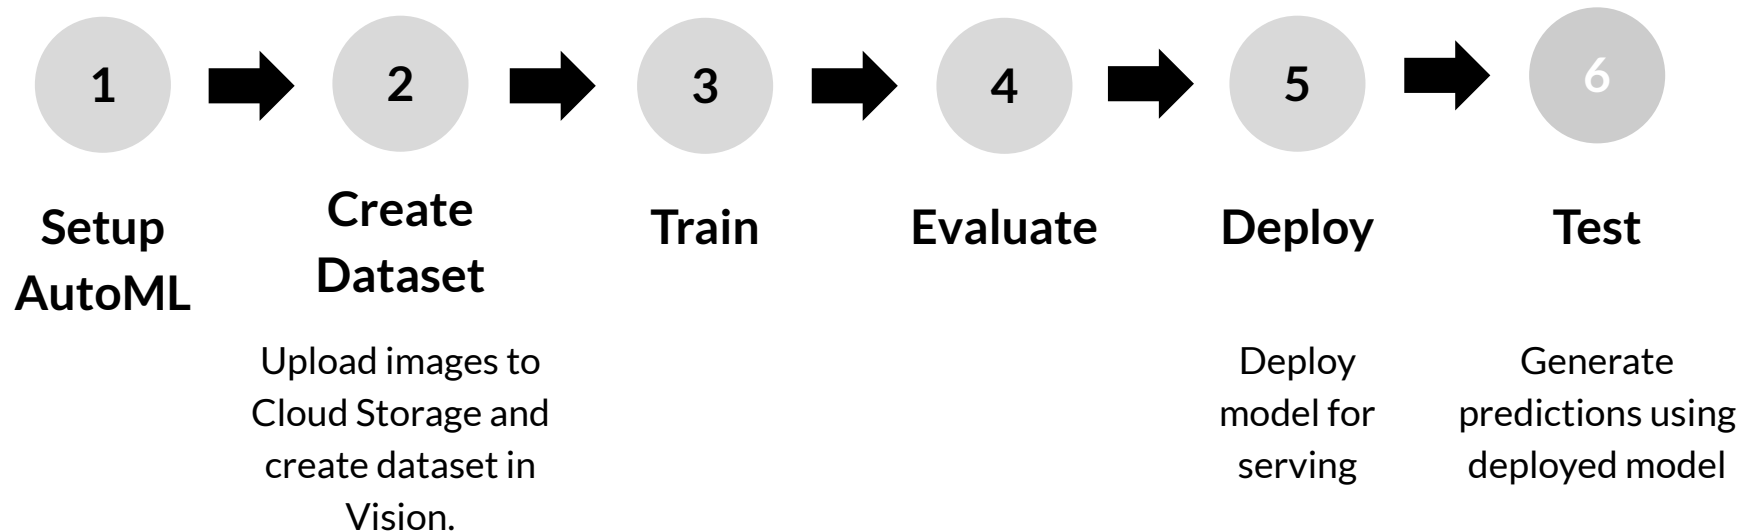 1
2
3
4
5
6
Setup
AutoML
Create
Dataset
Train
Evaluate
Deploy
Test
Upload images to
Cloud Storage and
create dataset in
Vision.
Deploy
model for
serving
Generate
predictions using
deployed model